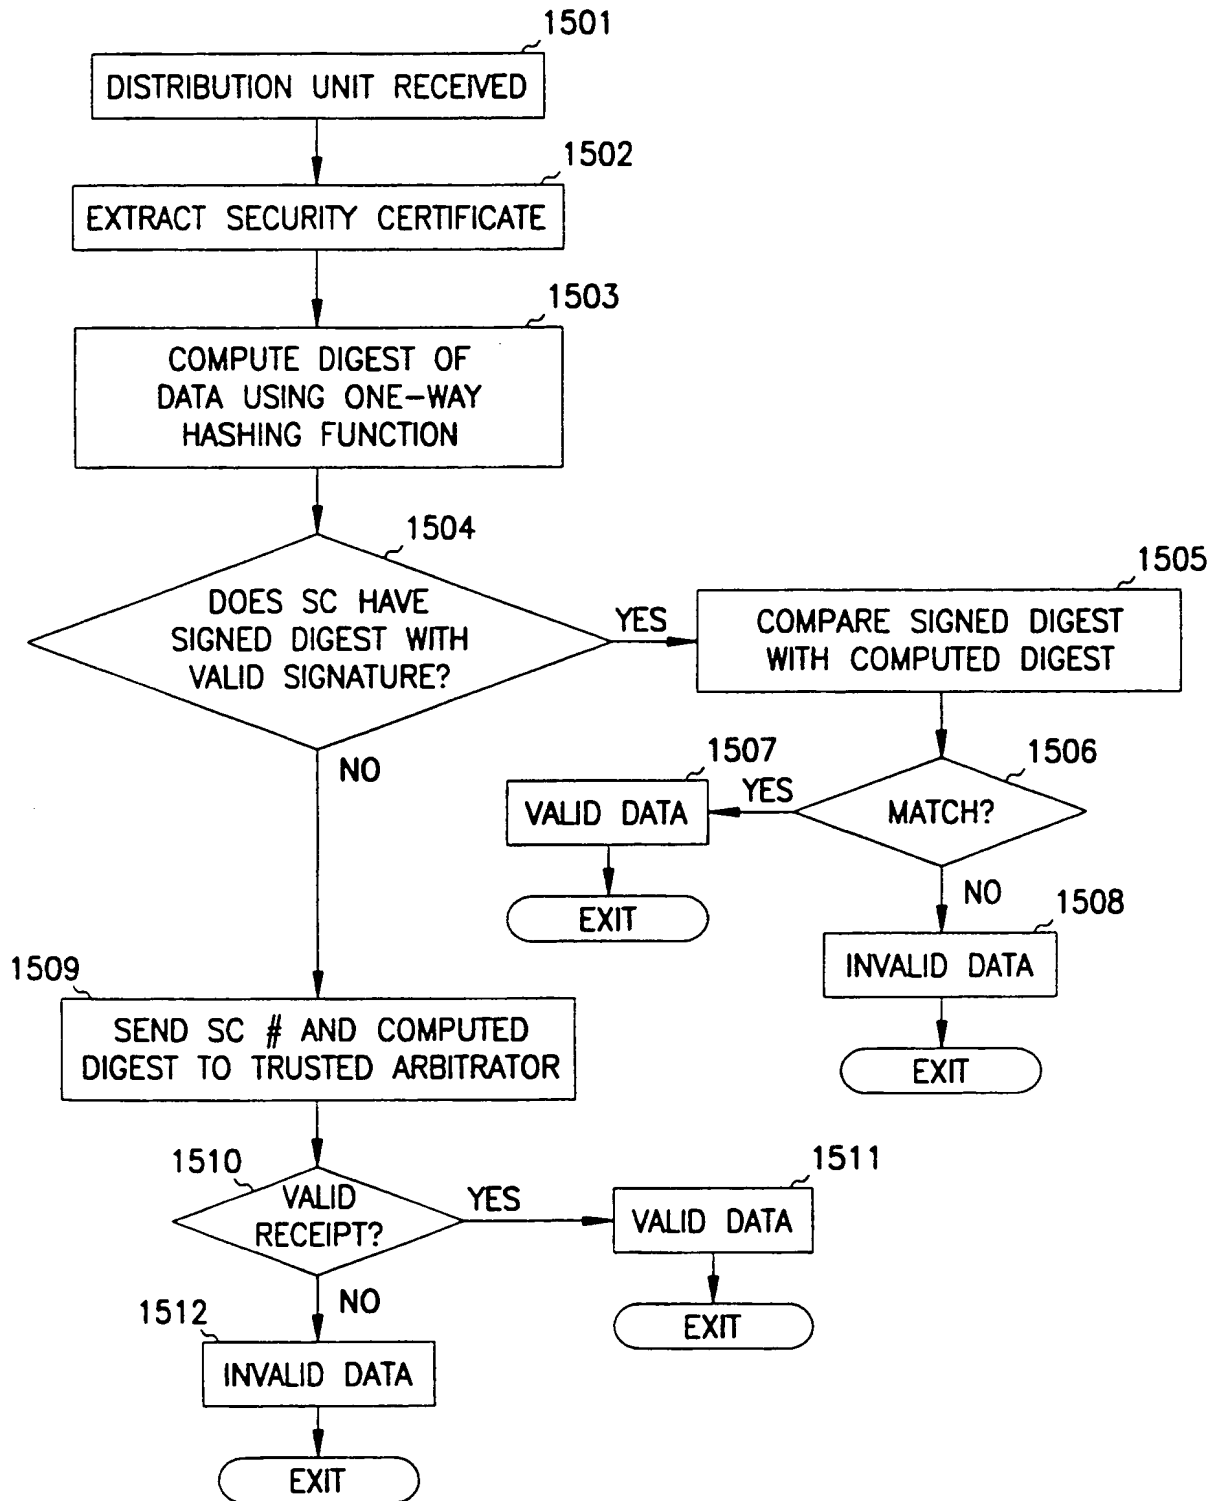 1501
DISTRIBUTION UNIT RECEIVED
1502
EXTRACT SECURITY CERTIFICATE
1503
COMPUTE DIGEST OF
DATA USING ONE-WAY
HASHING FUNCTION
1504
DOES SC HAVE
SIGNED DIGEST WITH
VALID SIGNATURE?
YES
NO
1505
COMPARE SIGNED DIGEST
WITH COMPUTED DIGEST
1506
MATCH?
YES
NO
1507
VALID DATA
EXIT
1508
INVALID DATA
EXIT
1509
SEND SC # AND COMPUTED
DIGEST TO TRUSTED ARBITRATOR
1510
VALID
RECEIPT?
YES
NO
1511
VALID DATA
EXIT
1512
INVALID DATA
EXIT